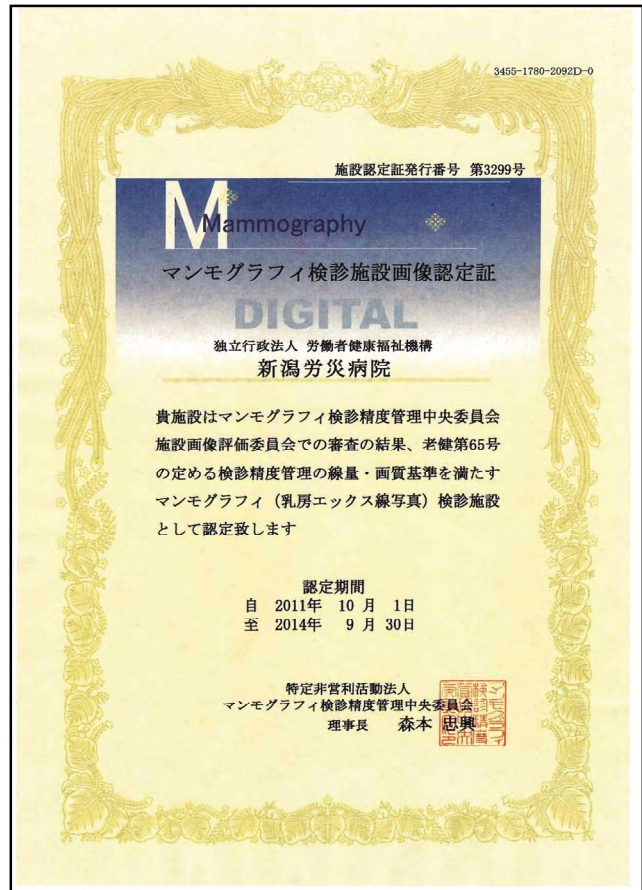 3455-1780-2092D-0
施設認定証発行番号 第3299号
Mammography
マンモグラフィ検診施設画像認定証
DIGITAL
独立行政法人 労働者健康福祉機構
新潟労災病院
貴施設はマンモグラフィ検診精度管理中央委員会
施設画像評価委員会での審査の結果、老健第65号
の定める検診精度管理の線量・画質基準を満たす
マンモグラフィ（乳房エックス線写真）検診施設
として認定致します
認定期間
自 2011年 10 月 1日
至 2014年 9 月 30日
特定非営利活動法人
マンモグラフィ検診精度管理中央委員会
理事長 森本 忠興